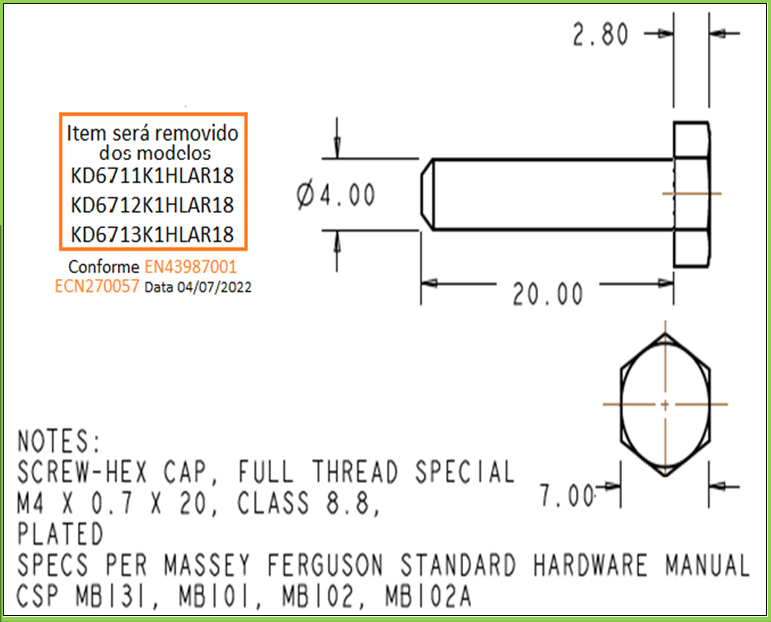 2.80
Item será removido
dos modelos
KD6711K1HLAR18
KD6712K1HLAR18
KD6713K1HLAR18
Conforme EN43987001
ECN270057 Data 04/07/2022
Ø4.00
20.00
7.00
NOTES:
SCREW-HEX CAP, FULL THREAD SPECIAL
M4 X 0.7 X 20, CLASS 8.8,
PLATED
SPECS PER MASSEY FERGUSON STANDARD HARDWARE MANUAL
CSP MB131, MB101, MB102, MB102A